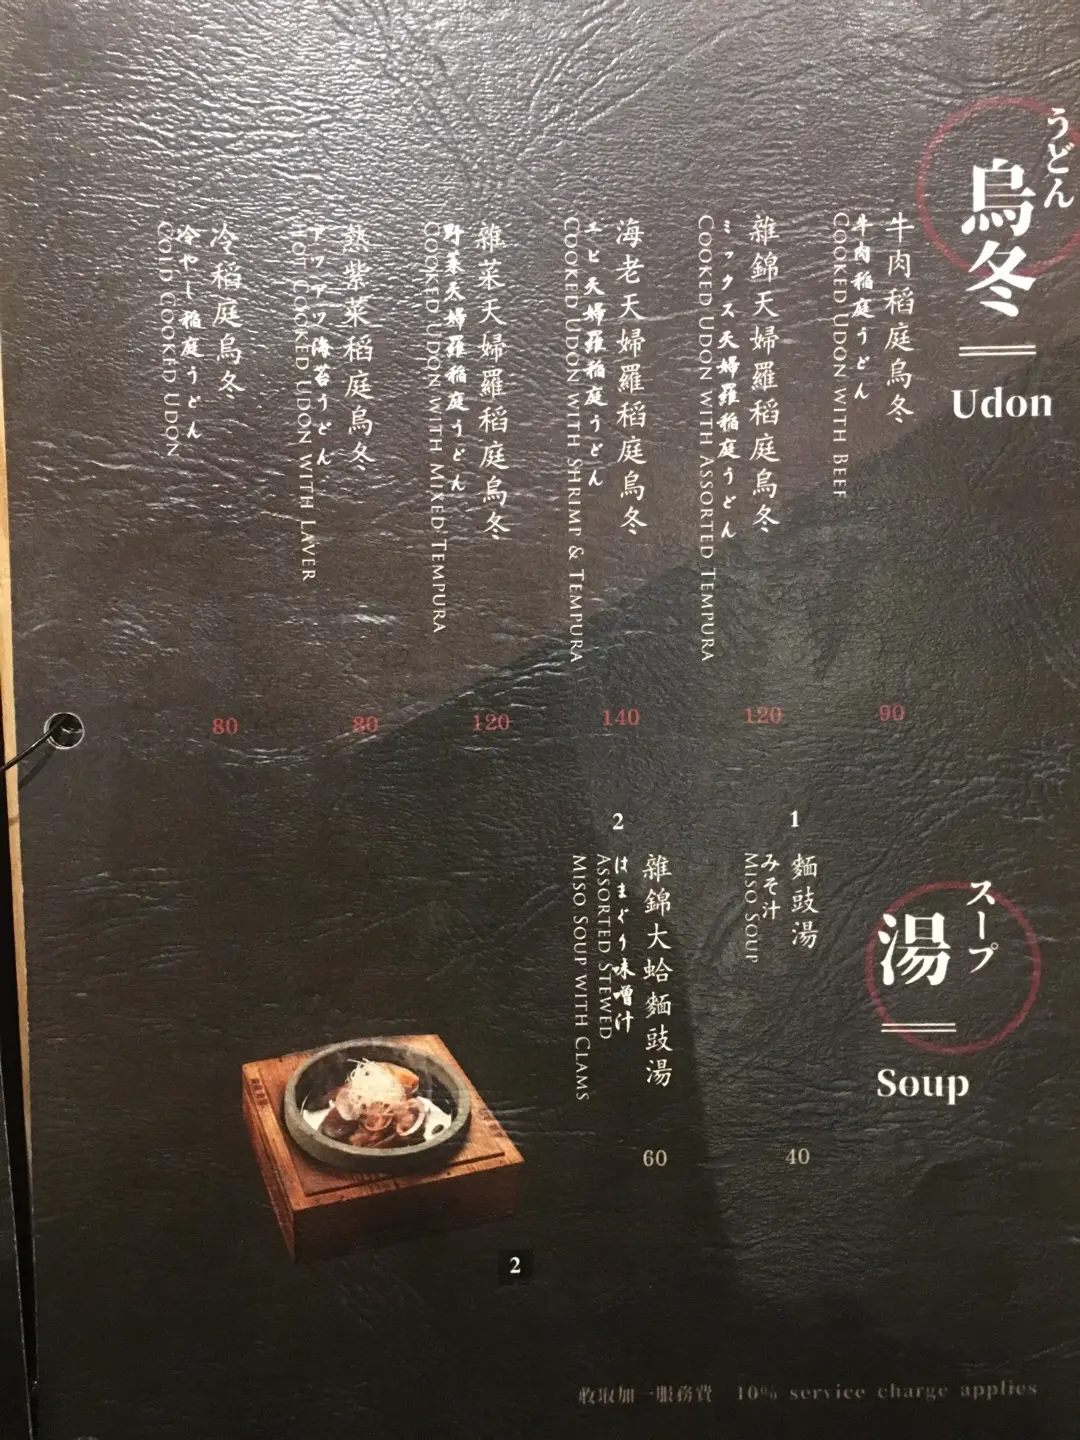 うどん
烏冬
Udon
牛肉稻庭烏冬
牛肉稲庭うどん
COOKED UDON WITH BEEF
90
雜錦天婦羅稻庭烏冬
ミックス天婦羅稲庭うどん
COOKED UDON WITH ASSORTED TEMPURA
120
海老天婦羅稻庭烏冬
エビ天婦羅稲庭うどん
COOKED UDON WITH SHRIMP & TEMPURA
140
雜菜天婦羅稻庭烏冬
野菜天婦羅稲庭うどん
COOKED UDON WITH MIXED TEMPURA
120
熱紫菜稻庭烏冬
アツアツ海苔うどん
HOT COOKED UDON WITH LAVER
80
冷稻庭烏冬
冷やし稲庭うどん
COLD COOKED UDON
80
スープ
湯
Soup
1
麵豉湯
みそ汁
MISO SOUP
40
2
雜錦大蛤麵豉湯
はまぐり味噌汁
ASSORTED STEWED
MISO SOUP WITH CLAMS
60
2
收取加一服務費 10% service charge applies